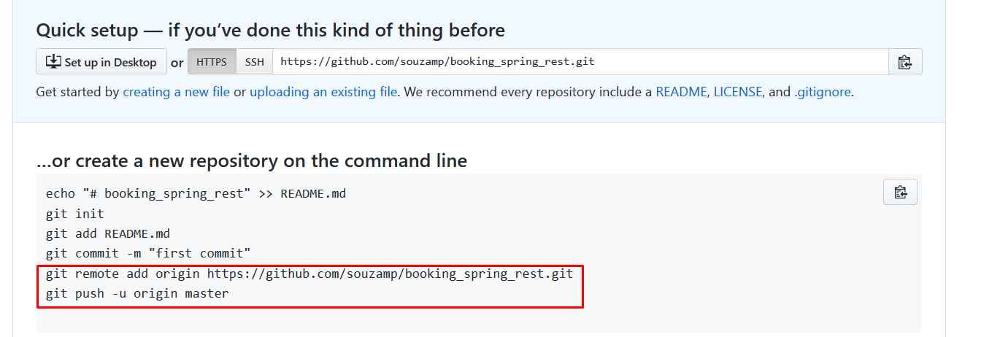 Quick setup — if you’ve done this kind of thing before
Set up in Desktop or HTTPS SSH https://github.com/souzamp/booking_spring_rest.git
Get started by creating a new file or uploading an existing file. We recommend every repository include a README, LICENSE, and .gitignore.
…or create a new repository on the command line
echo "# booking_spring_rest" >> README.md
git init
git add README.md
git commit -m "first commit"
git remote add origin https://github.com/souzamp/booking_spring_rest.git
git push -u origin master